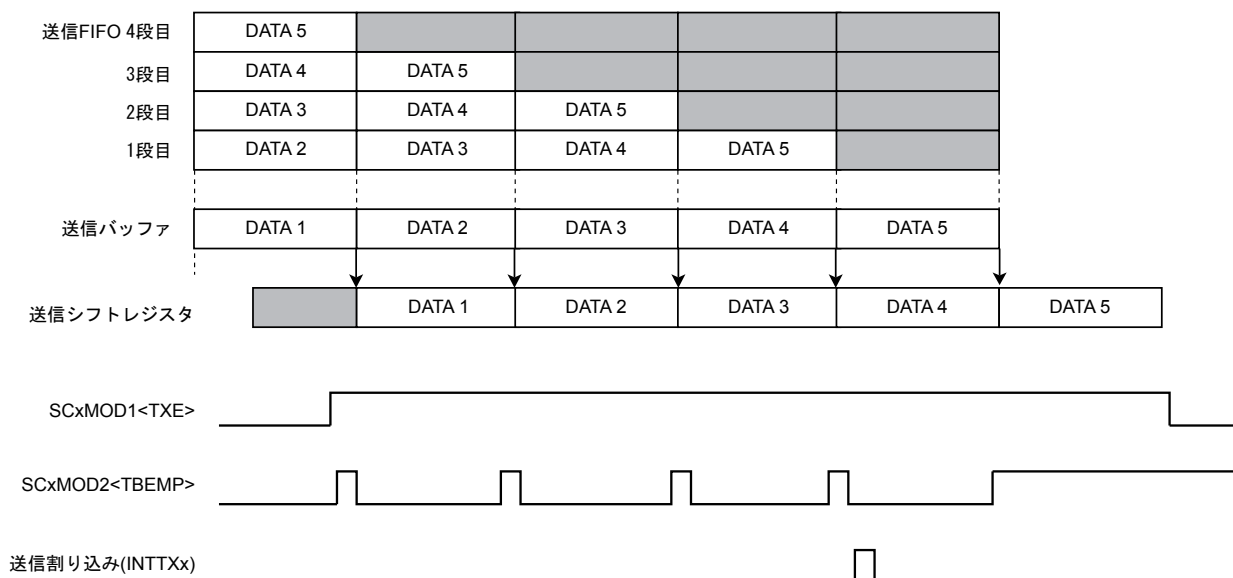 送信FIFO 4段目 DATA 5
3段目 DATA 4 DATA 5
2段目 DATA 3 DATA 4 DATA 5
1段目 DATA 2 DATA 3 DATA 4 DATA 5
送信バッファ DATA 1 DATA 2 DATA 3 DATA 4 DATA 5
送信シフトレジスタ DATA 1 DATA 2 DATA 3 DATA 4 DATA 5
SCxMOD1<TXE>
SCxMOD2<TBEMP>
送信割り込み(INTTXx)